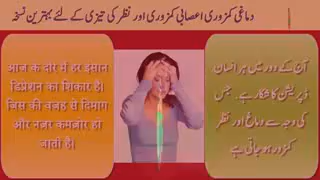 دماغی کمزوری اعصابی کمزوری اور نظر کی تیزی کے لئے بہترین نسخہ
आज के दौर में हर इंसान
डिप्रेशन का शिकार है।
जिस की वजह से दिमाग
और नज़र कमज़ोर हो
जाती है।
آج کے دور میں ہر انسان
ڈپریشن کا شکار ہے۔ جس
کی وجہ سے دماغ اور نظر
کمزور ہو جاتی ہے